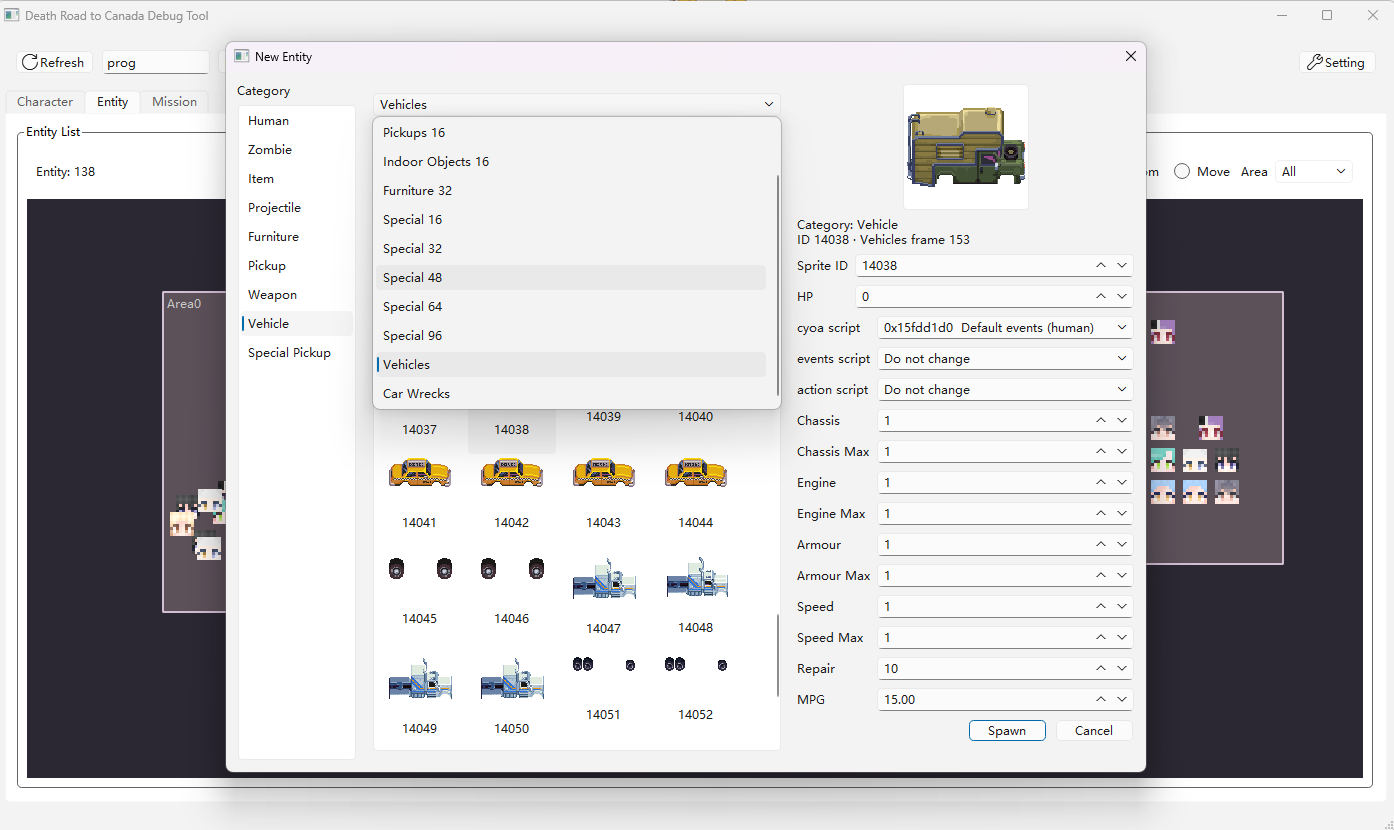 Death Road to Canada Debug Tool
Refresh
prog
Setting
Character
Entity
Mission
Entity List
Entity: 138
em
Move
Area
All
Area0
New Entity
Category
Human
Zombie
Item
Projectile
Furniture
Pickup
Weapon
Vehicle
Special Pickup
Vehicles
Pickups 16
Indoor Objects 16
Furniture 32
Special 16
Special 32
Special 48
Special 64
Special 96
Vehicles
Car Wrecks
14037 14038 14039 14040
14041 14042 14043 14044
14045 14046 14047 14048
14049 14050 14051 14052
Category: Vehicle
ID 14038 · Vehicles frame 153
Sprite ID 14038
HP 0
cyoa script 0x15fdd1d0 Default events (human)
events script Do not change
action script Do not change
Chassis 1
Chassis Max 1
Engine 1
Engine Max 1
Armour 1
Armour Max 1
Speed 1
Speed Max 1
Repair 10
MPG 15.00
Spawn
Cancel